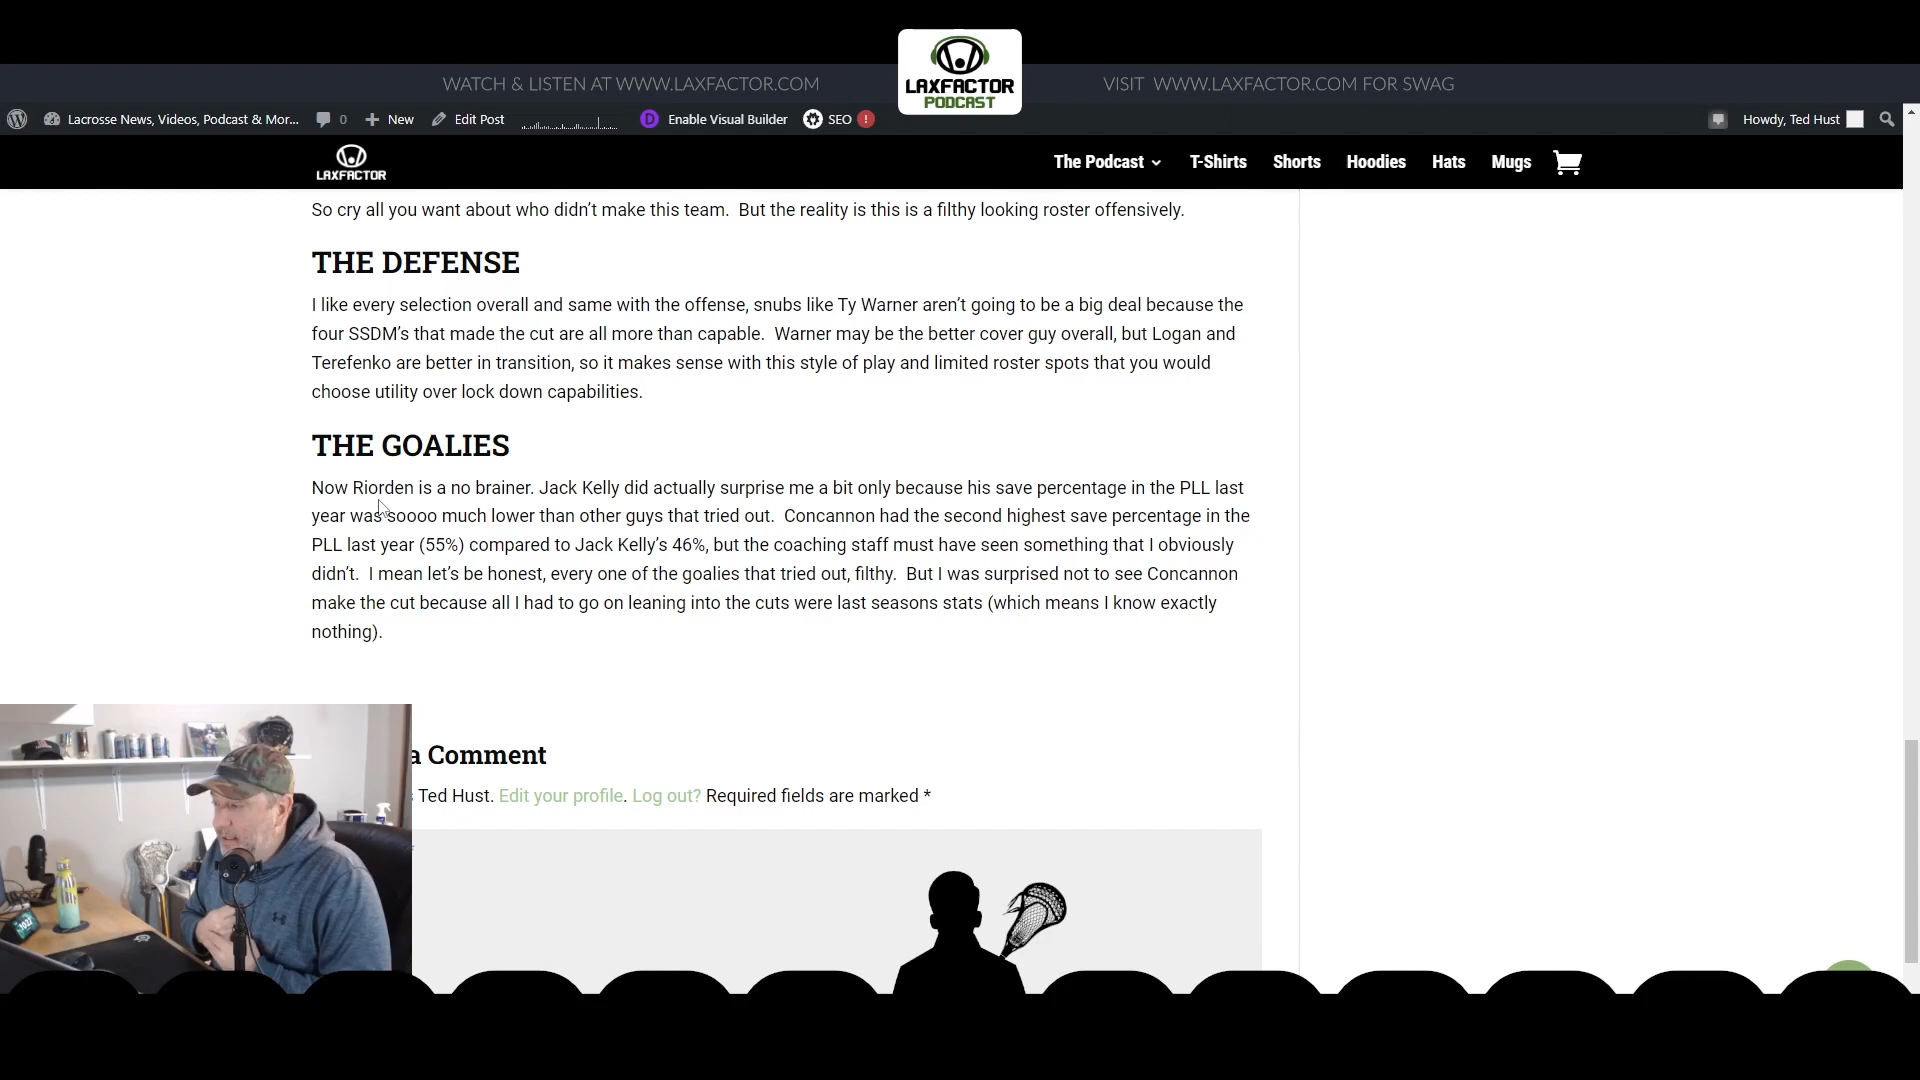 WATCH & LISTEN AT WWW.LAXFACTOR.COM
LAXFACTOR
PODCAST
VISIT WWW.LAXFACTOR.COM FOR SWAG
Lacrosse News, Videos, Podcast & Mor... 0 New Edit Post Enable Visual Builder SEO ! Howdy, Ted Hust
LAXFACTOR
The Podcast T-Shirts Shorts Hoodies Hats Mugs
So cry all you want about who didn’t make this team.  But the reality is this is a filthy looking roster offensively.
THE DEFENSE
I like every selection overall and same with the offense, snubs like Ty Warner aren’t going to be a big deal because the
four SSDM’s that made the cut are all more than capable.  Warner may be the better cover guy overall, but Logan and
Terefenko are better in transition, so it makes sense with this style of play and limited roster spots that you would
choose utility over lock down capabilities.
THE GOALIES
Now Riorden is a no brainer. Jack Kelly did actually surprise me a bit only because his save percentage in the PLL last
year was soooo much lower than other guys that tried out.  Concannon had the second highest save percentage in the
PLL last year (55%) compared to Jack Kelly’s 46%, but the coaching staff must have seen something that I obviously
didn’t.  I mean let’s be honest, every one of the goalies that tried out, filthy.  But I was surprised not to see Concannon
make the cut because all I had to go on leaning into the cuts were last seasons stats (which means I know exactly
nothing).
a Comment
Ted Hust. Edit your profile. Log out? Required fields are marked *